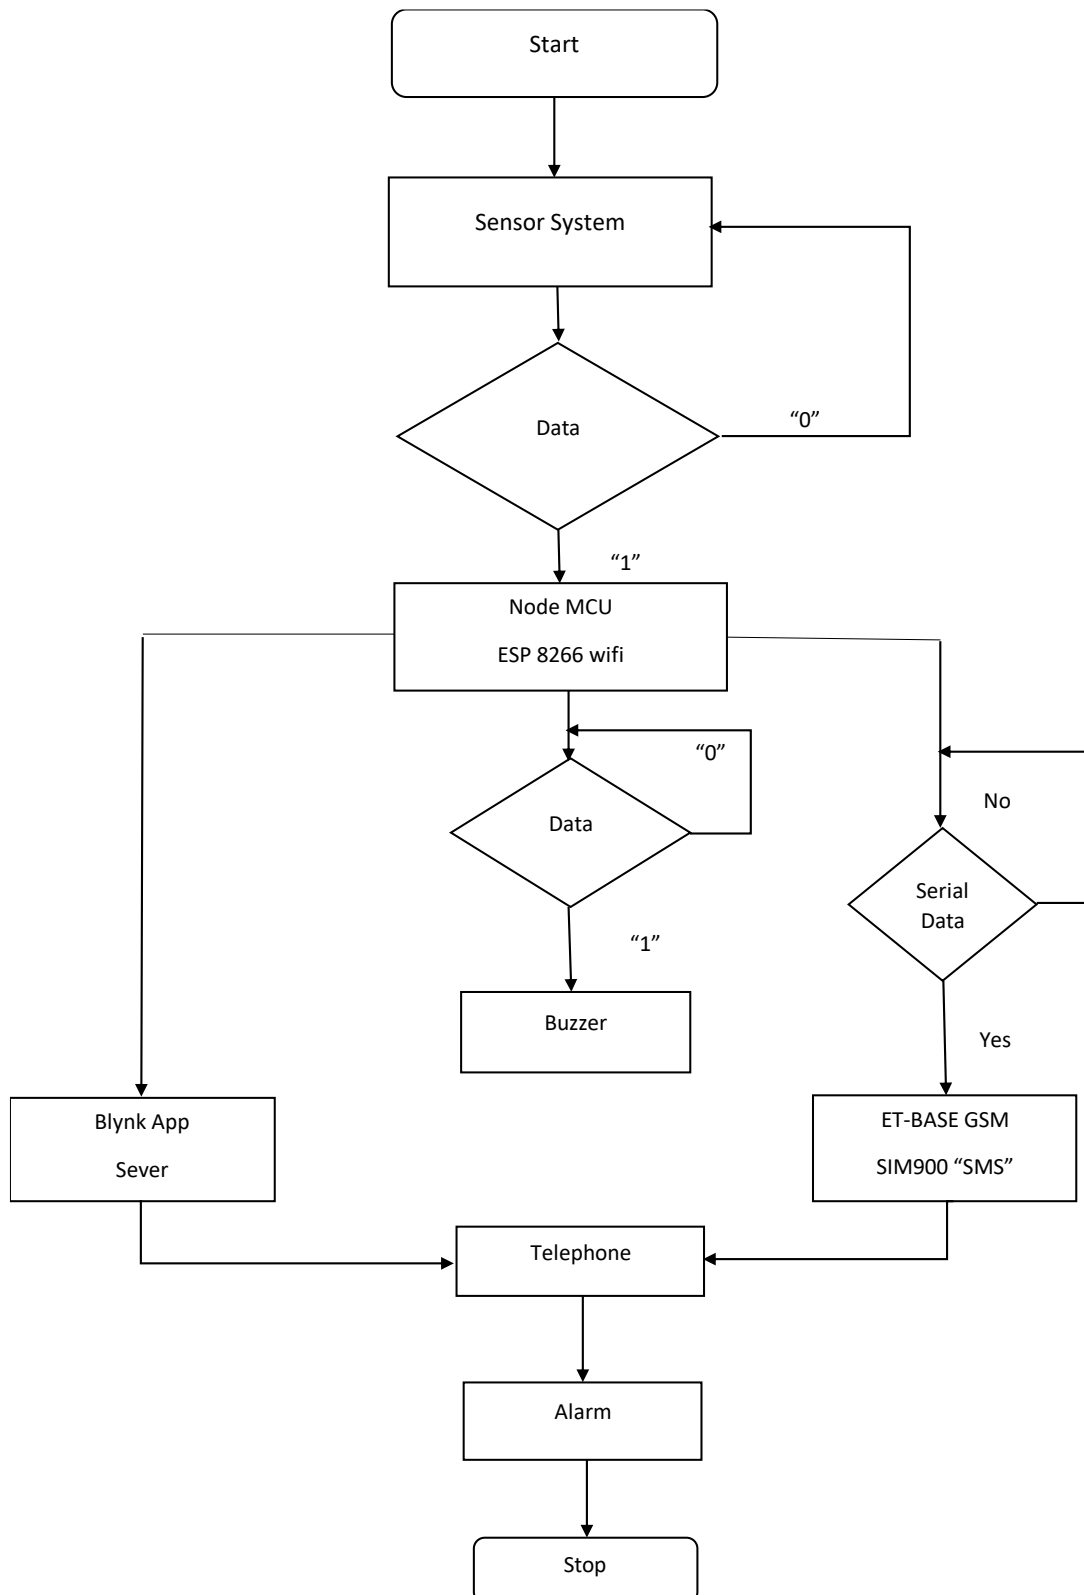 Start
Sensor System
Data
“0”
“1”
Node MCU
ESP 8266 wifi
“0”
Data
No
Serial
Data
“1”
Buzzer
Yes
Blynk App
Sever
ET-BASE GSM
SIM900 “SMS”
Telephone
Alarm
Stop